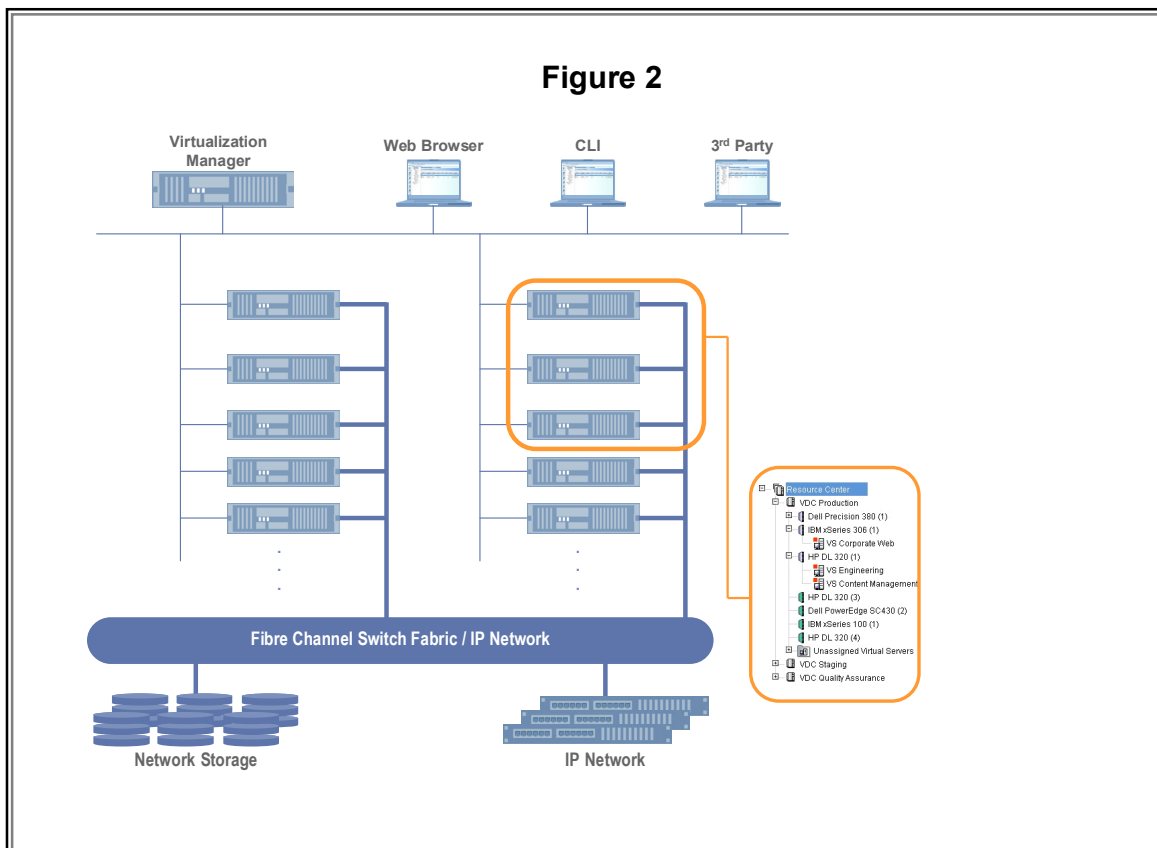 Figure 2
Virtualization
Manager
Web Browser
CLI
3rd Party
Resource Center
VDC Production
Dell Precision 380 (1)
IBM xSeries 306 (1)
VS Corporate Web
HP DL 320 (1)
VS Engineering
VS Content Management
HP DL 320 (3)
Dell PowerEdge SC430 (2)
IBM xSeries 100 (1)
HP DL 320 (4)
Unassigned Virtual Servers
VDC Staging
VDC Quality Assurance
Fibre Channel Switch Fabric / IP Network
Network Storage
IP Network